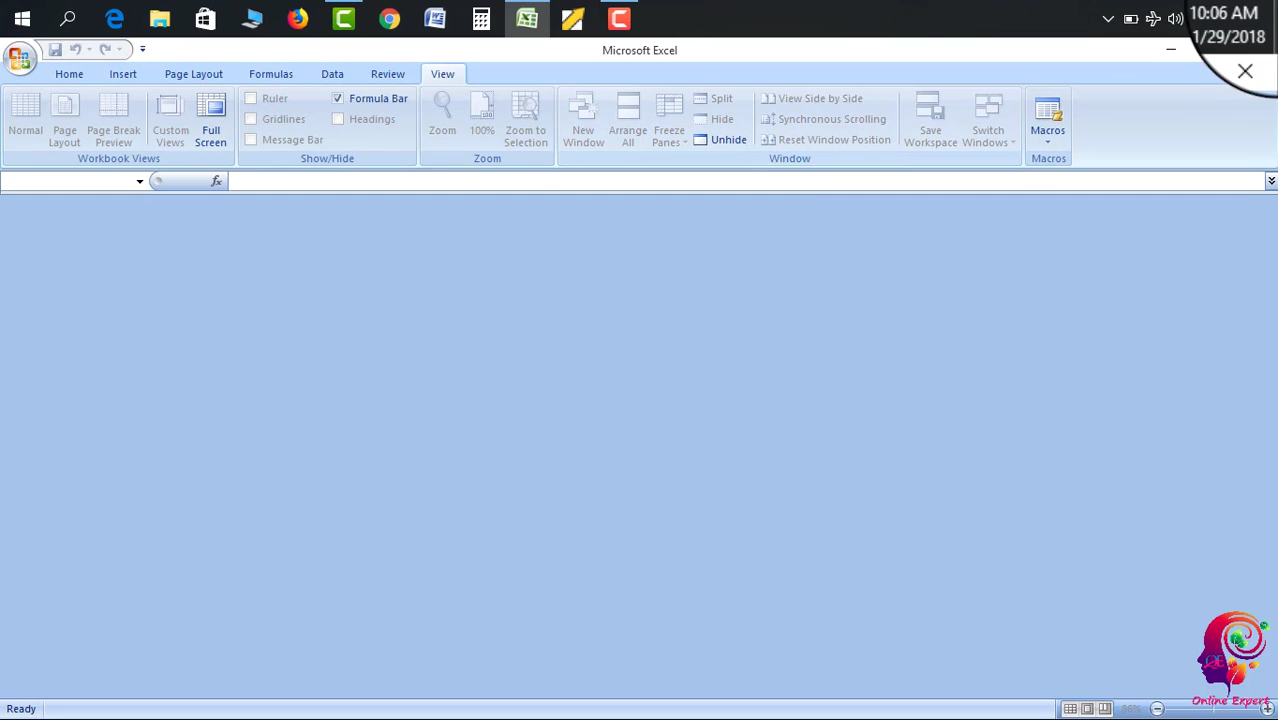 10:06 AM
1/29/2018
Microsoft Excel
Home Insert Page Layout Formulas Data Review View
Normal Page Layout Page Break Preview Custom Views Full Screen
Workbook Views
Ruler Formula Bar
Gridlines Headings
Message Bar
Show/Hide
Zoom 100% Zoom to Selection
Zoom
New Window Arrange All Freeze Panes
Split View Side by Side
Hide Synchronous Scrolling
Unhide Reset Window Position
Save Workspace Switch Windows
Window
Macros
Macros
fx
OE
Online Expert
Ready